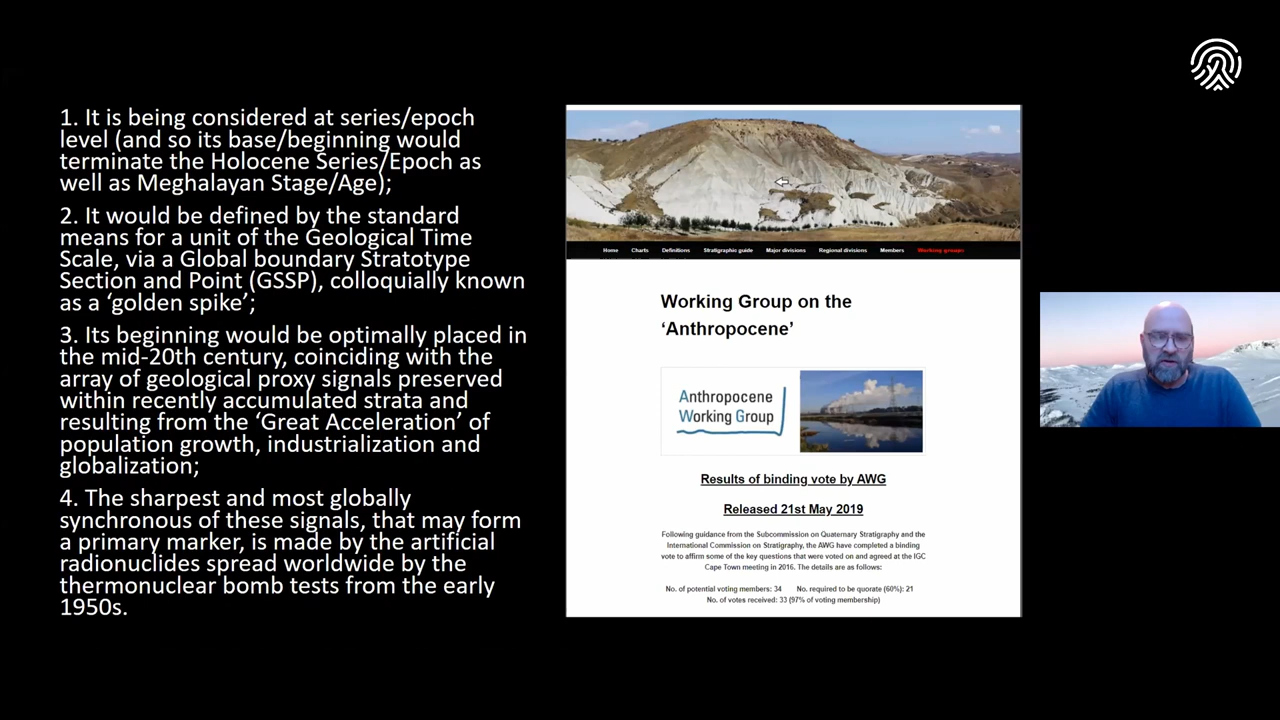 1. It is being considered at series/epoch
level (and so its base/beginning would
terminate the Holocene Series/Epoch as
well as Meghalayan Stage/Age);
2. It would be defined by the standard
means for a unit of the Geological Time
Scale, via a Global boundary Stratotype
Section and Point (GSSP), colloquially known
as a ‘golden spike’;
3. Its beginning would be optimally placed in
the mid-20th century, coinciding with the
array of geological proxy signals preserved
within recently accumulated strata and
resulting from the ‘Great Acceleration’ of
population growth, industrialization and
globalization;
4. The sharpest and most globally
synchronous of these signals, that may form
a primary marker, is made by the artificial
radionuclides spread worldwide by the
thermonuclear bomb tests from the early
1950s.
Home Charts Definitions Stratigraphic guide Major divisions Regional divisions Members Working groups
Working Group on the
‘Anthropocene’
Anthropocene
Working Group
Results of binding vote by AWG
Released 21st May 2019
Following guidance from the Subcommission on Quaternary Stratigraphy and the
International Commission on Stratigraphy, the AWG have completed a binding
vote to affirm some of the key questions that were voted on and agreed at the IGC
Cape Town meeting in 2016. The details are as follows:
No. of potential voting members: 34 No. required to be quorate (60%): 21
No. of votes received: 33 (97% of voting membership)